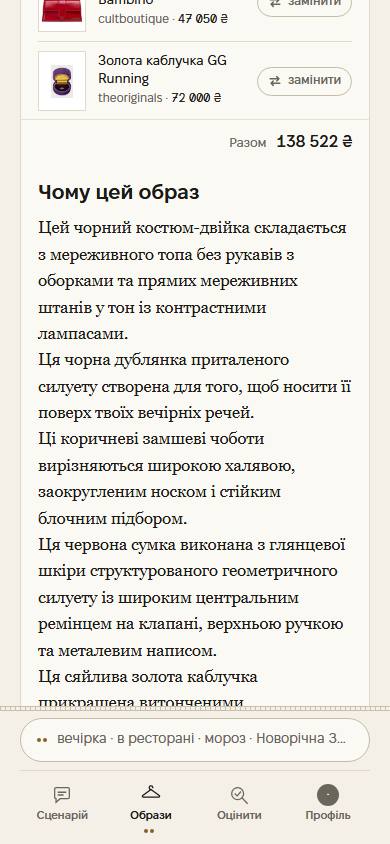 Bambino
cultboutique · 47 050 ₴
замінити
Золота каблучка GG
Running
theoriginals · 72 000 ₴
замінити
Разом 138 522 ₴
Чому цей образ
Цей чорний костюм-двійка складається
з мереживного топа без рукавів з
оборками та прямих мереживних
штанів у тон із контрастними
лампасами.
Ця чорна дублянка приталеного
силуету створена для того, щоб носити її
поверх твоїх вечірніх речей.
Ці коричневі замшеві чоботи
вирізняються широкою халявою,
заокругленим носком і стійким
блочним підбором.
Ця червона сумка виконана з глянцевої
шкіри структурованого геометричного
силуету із широким центральним
ремінцем на клапані, верхньою ручкою
та металевим написом.
Ця сяйлива золота каблучка
прикрашена витонченими
вечірка · в ресторані · мороз · Новорічна З...
Сценарій
Образи
Оцінити
Профіль